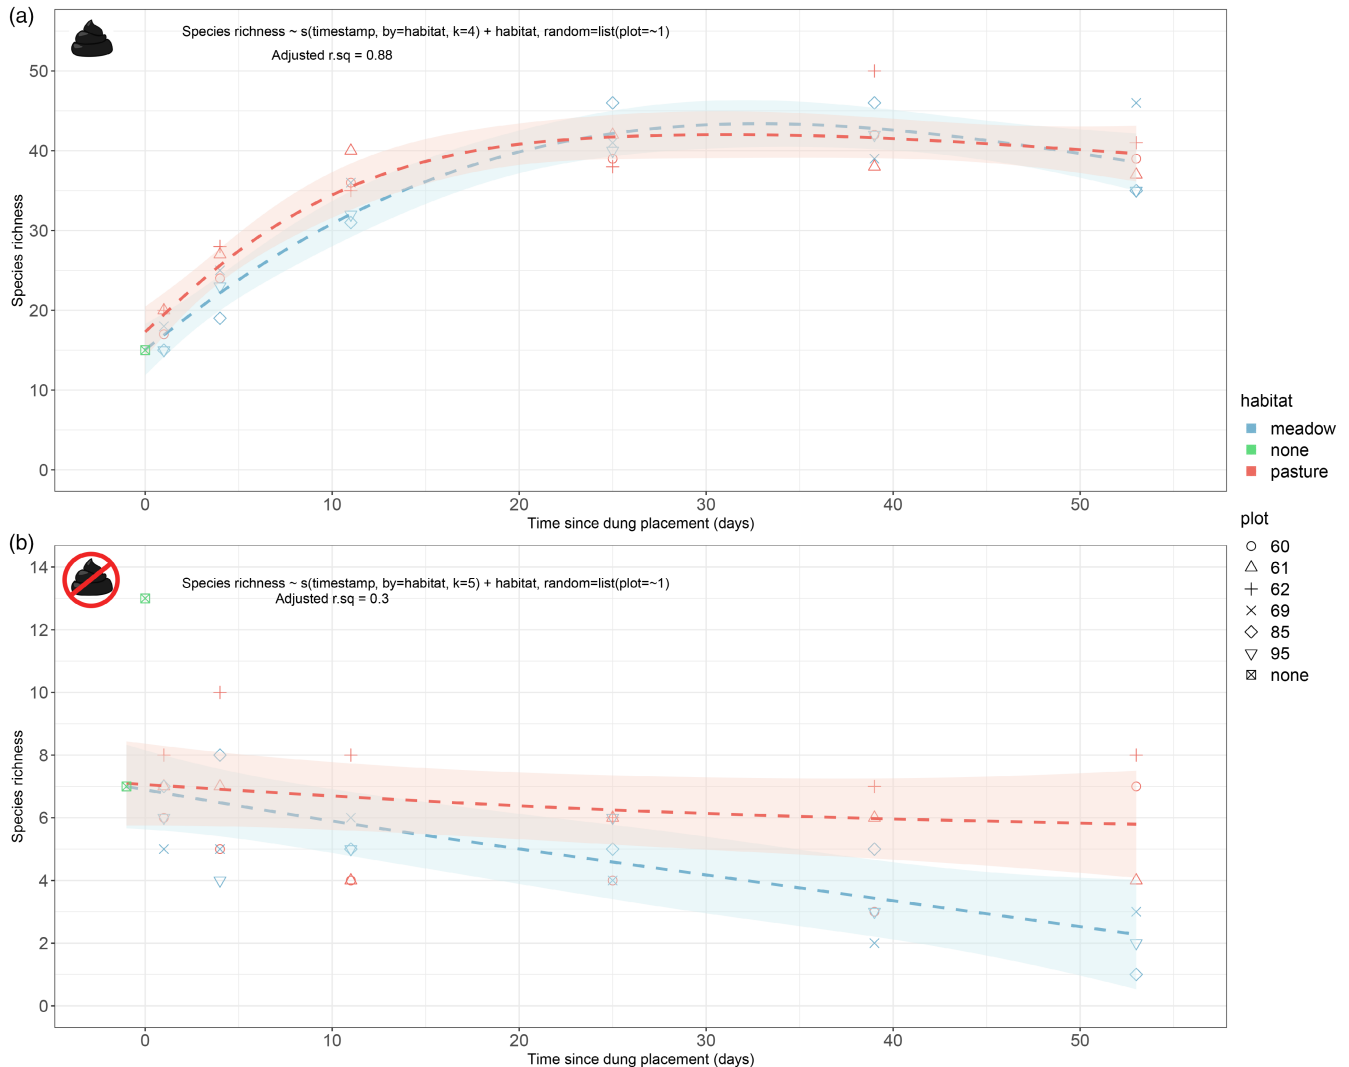 (a)
Species richness ~ s(timestamp, by=habitat, k=4) + habitat, random=list(plot=~1)
Adjusted r.sq = 0.88
Species richness
50
40
30
20
10
0
0 10 20 30 40 50
Time since dung placement (days)
(b)
Species richness ~ s(timestamp, by=habitat, k=5) + habitat, random=list(plot=~1)
Adjusted r.sq = 0.3
Species richness
14
12
10
8
6
4
2
0
0 10 20 30 40 50
Time since dung placement (days)
habitat
meadow
none
pasture
plot
60
61
62
69
85
95
none